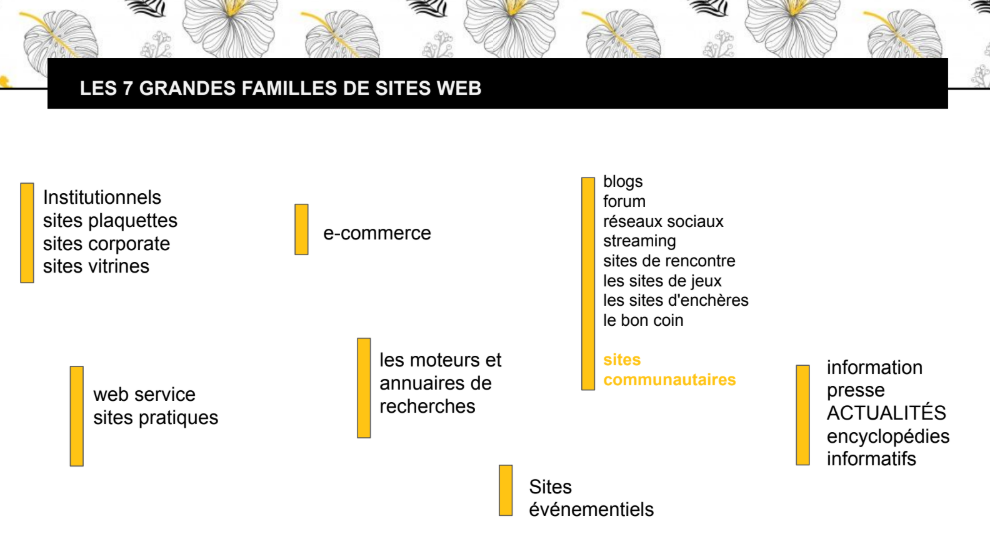 LES 7 GRANDES FAMILLES DE SITES WEB
Institutionnels
sites plaquettes
sites corporate
sites vitrines
e-commerce
blogs
forum
réseaux sociaux
streaming
sites de rencontre
les sites de jeux
les sites d'enchères
le bon coin
sites
communautaires
web service
sites pratiques
les moteurs et
annuaires de
recherches
information
presse
ACTUALITÉS
encyclopédies
informatifs
Sites
événementiels